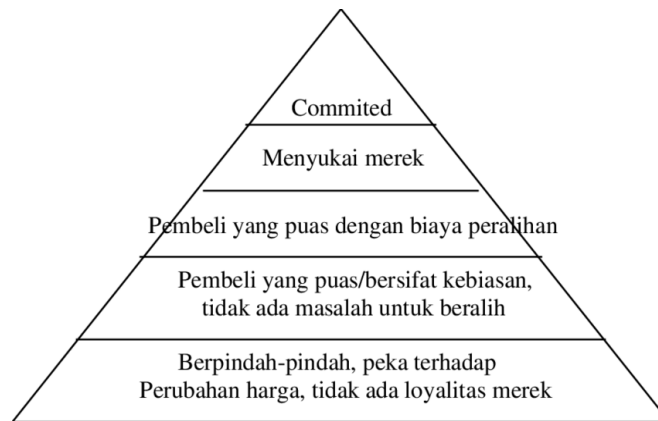 Commited
Menyukai merek
Pembeli yang puas dengan biaya peralihan
Pembeli yang puas/bersifat kebiasan,
tidak ada masalah untuk beralih
Berpindah-pindah, peka terhadap
Perubahan harga, tidak ada loyalitas merek